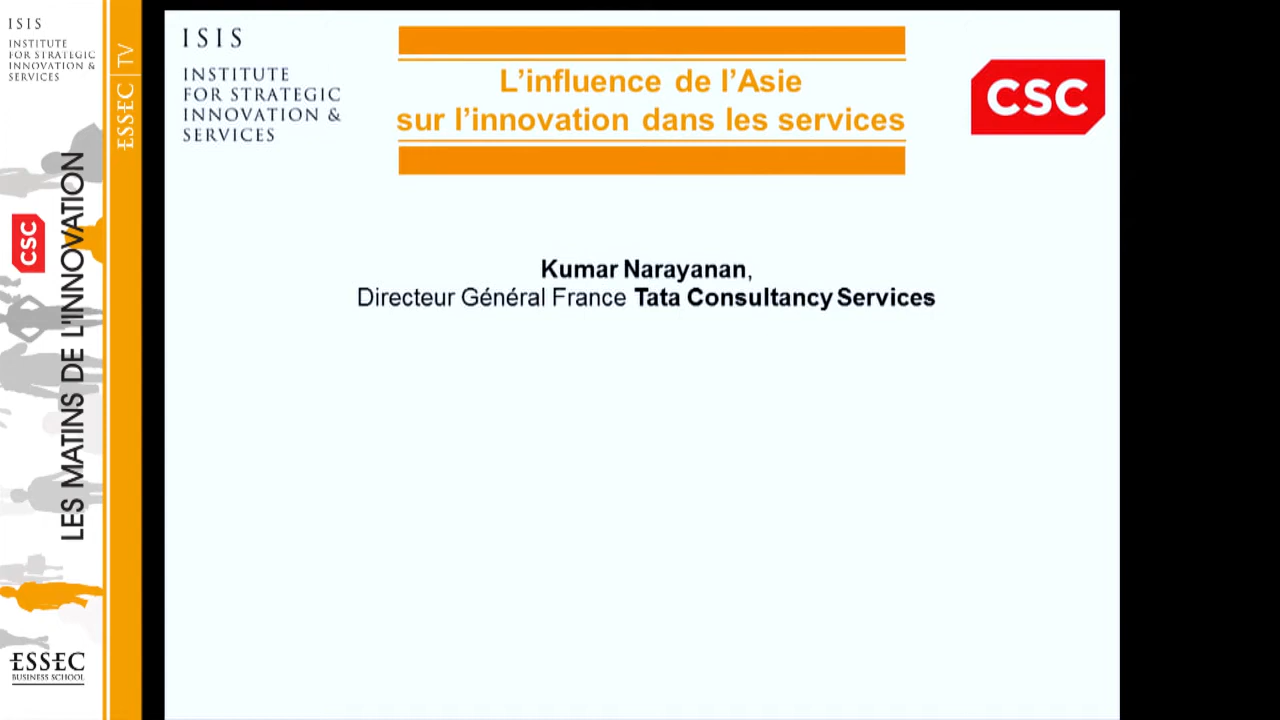 ISIS
INSTITUTE
FOR STRATEGIC
INNOVATION &
SERVICES
ESSEC | TV
CSC
LES MATINS DE L'INNOVATION
ESSEC
BUSINESS SCHOOL
ISIS
INSTITUTE
FOR STRATEGIC
INNOVATION &
SERVICES
L’influence de l’Asie
sur l’innovation dans les services
CSC
Kumar Narayanan,
Directeur Général France Tata Consultancy Services